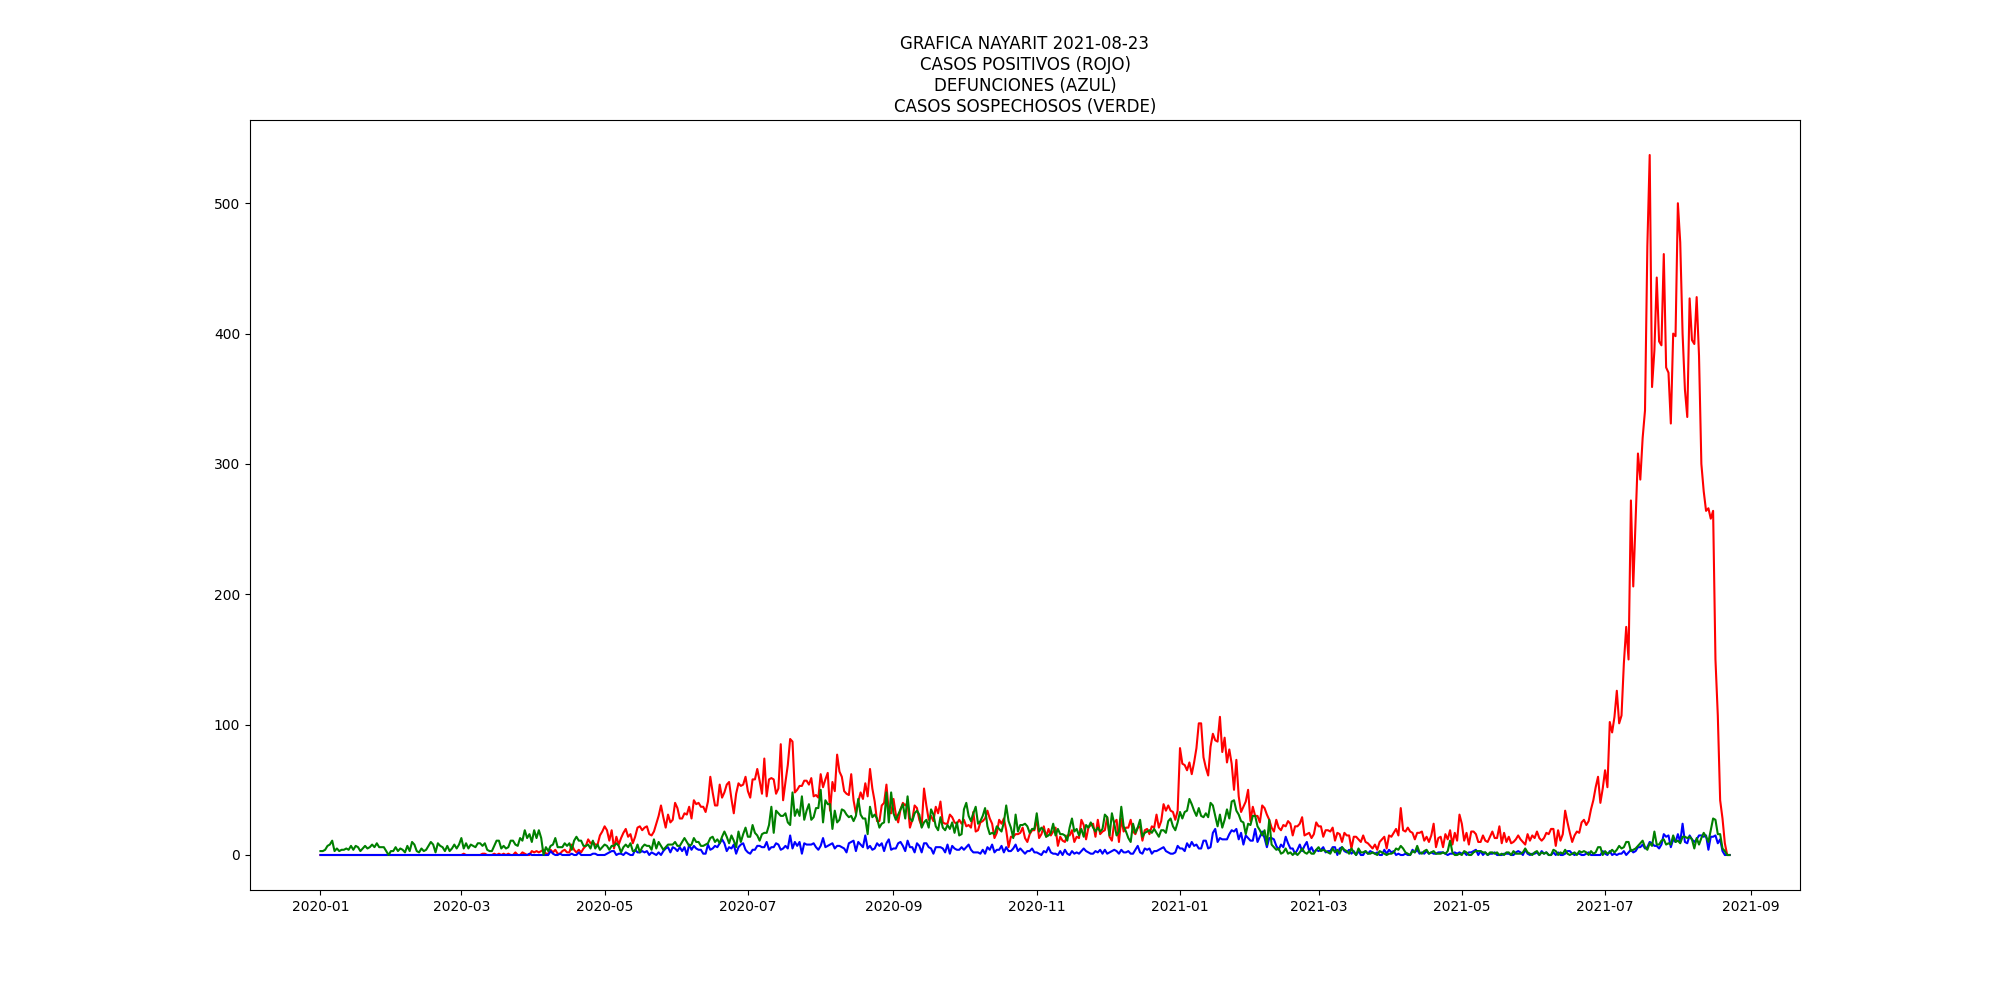 GRAFICA NAYARIT 2021-08-23
CASOS POSITIVOS (ROJO)
DEFUNCIONES (AZUL)
CASOS SOSPECHOSOS (VERDE)
500
400
300
200
100
0
2020-01 2020-03 2020-05 2020-07 2020-09 2020-11 2021-01 2021-03 2021-05 2021-07 2021-09